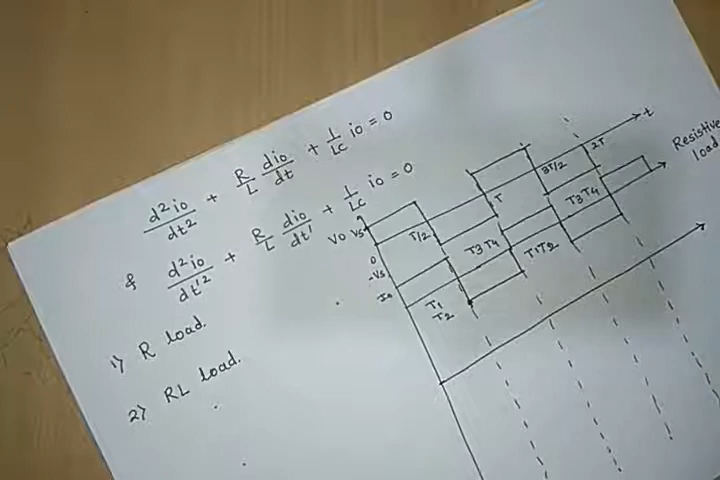 d²io/dt² + R/L dio/dt + 1/LC io = 0
& d²io/dt'² + R/L dio/dt' + 1/LC io = 0
1) R load.
2) RL load.
t
Resistive load
Vo Vs
0
-Vs
Io
T/2
T
3T/2
2T
T1 T2
T3 T4
T1 T2
T3 T4